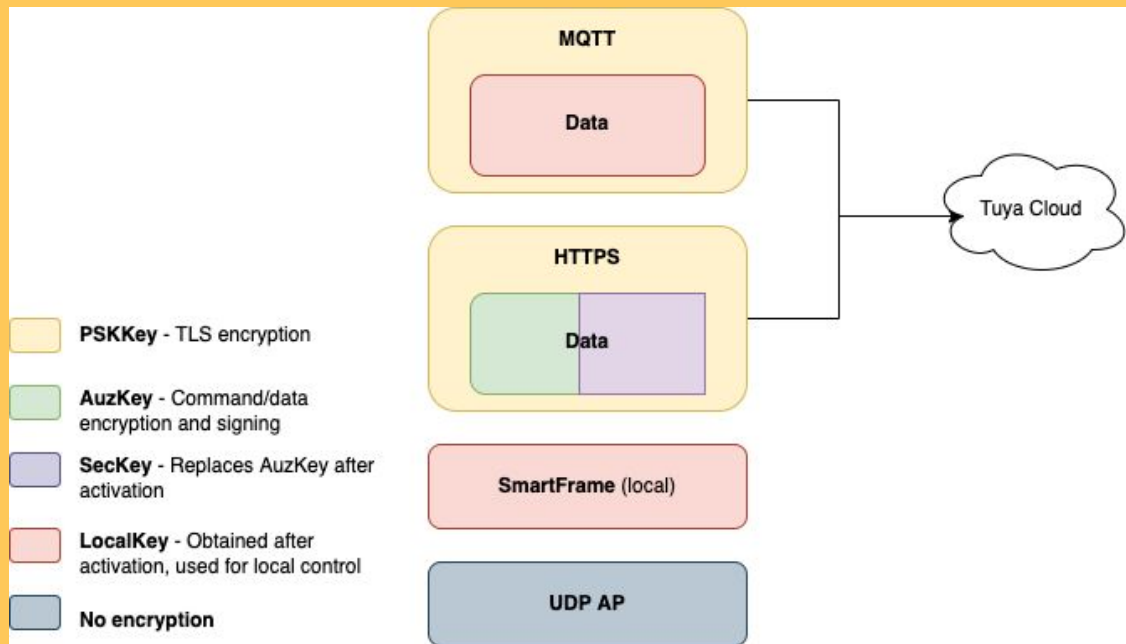 MQTT
Data
Tuya Cloud
HTTPS
Data
PSKKey - TLS encryption
AuzKey - Command/data
encryption and signing
SecKey - Replaces AuzKey after
activation
LocalKey - Obtained after
activation, used for local control
No encryption
SmartFrame (local)
UDP AP